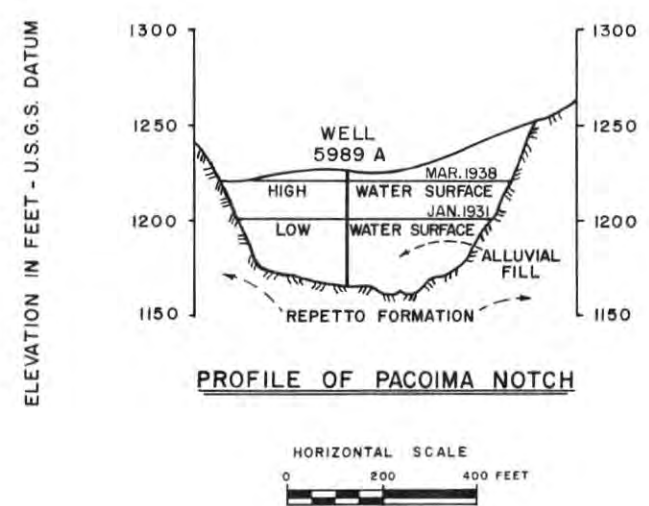 ELEVATION IN FEET - U.S.G.S. DATUM
1300 1300
1250 1250
WELL
5989 A
MAR. 1938
HIGH WATER SURFACE
JAN. 1931
1200 1200
LOW WATER SURFACE
ALLUVIAL
FILL
1150 REPETTO FORMATION 1150
PROFILE OF PACOIMA NOTCH
HORIZONTAL SCALE
0 200 400 FEET